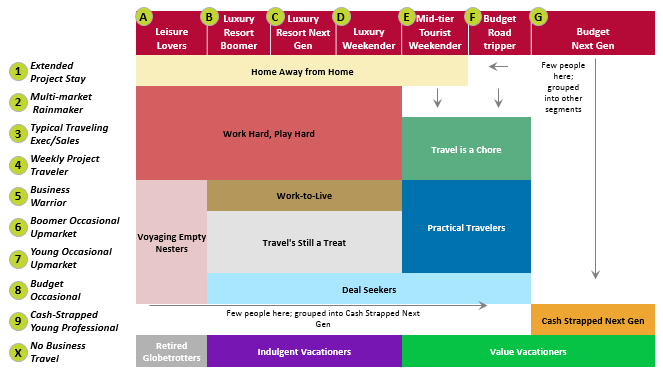 A B C D E F G
Leisure
Lovers
Luxury
Resort
Boomer
Luxury
Resort Next
Gen
Luxury
Weekender
Mid-tier
Tourist
Weekender
Budget
Road
tripper
Budget
Next Gen
1 Extended
Project Stay
Home Away from Home
Few people
here;
grouped
into other
segments
2 Multi-market
Rainmaker
3 Typical Traveling
Exec/Sales
Work Hard, Play Hard
Travel is a Chore
4 Weekly Project
Traveler
5 Business
Warrior
Work-to-Live
6 Boomer Occasional
Upmarket
Voyaging Empty
Nesters
Travel's Still a Treat
Practical Travelers
7 Young Occasional
Upmarket
8 Budget
Occasional
Deal Seekers
9 Cash-Strapped
Young Professional
Few people here; grouped into Cash Strapped Next
Gen
Cash Strapped Next Gen
X No Business
Travel
Retired
Globetrotters
Indulgent Vacationers
Value Vacationers